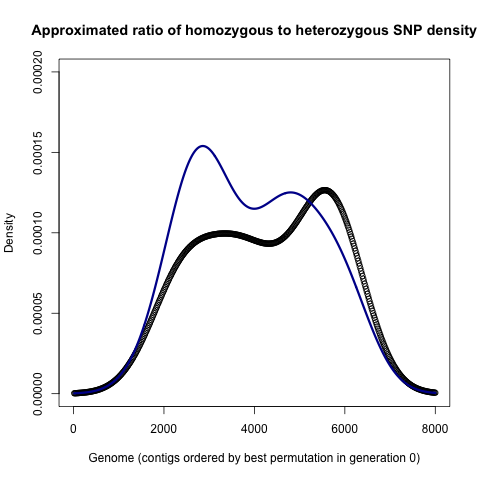 Approximated ratio of homozygous to heterozygous SNP density
0.00020
0.00015
0.00010
0.00005
0.00000
Density
0 2000 4000 6000 8000
Genome (contigs ordered by best permutation in generation 0)